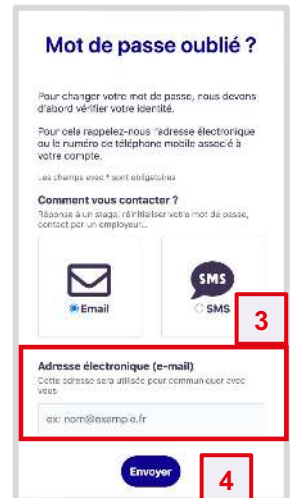 Mot de passe oublié ?
Pour changer votre mot de passe, nous devons
d'abord vérifier votre identité.
Pour cela rappelez-nous l'adresse électronique
ou le numéro de téléphone mobile associé à
votre compte.
Les champs avec * sont obligatoires
Comment vous contacter ?
Réponse à un stage, réinitialiser votre mot de passe,
contact par un employeur...
SMS
Email
SMS
3
Adresse électronique (e-mail)
Cette adresse sera utilisée pour communiquer avec
vous
ex: nom@exemple.fr
Envoyer
4